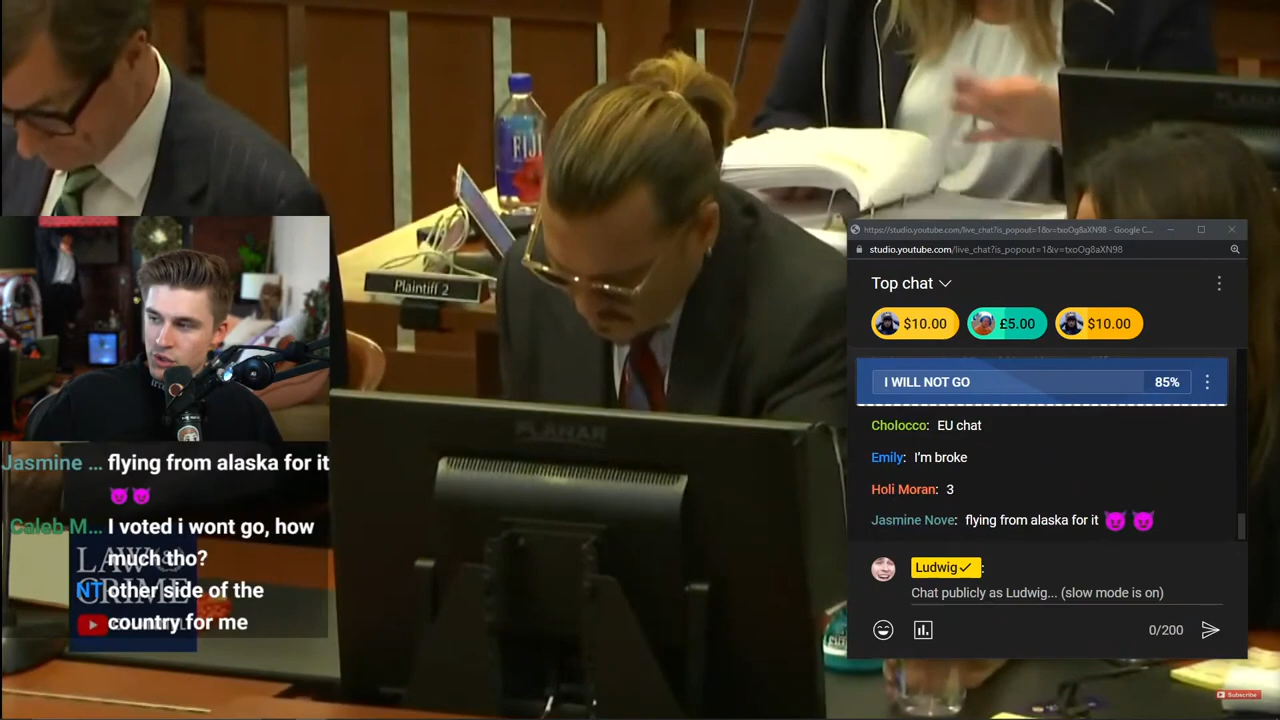 FIJI
Plaintiff 2
PLANAR
https://studio.youtube.com/live_chat?is_popout=1&v=txoOg8aXN98 - Google C...
studio.youtube.com/live_chat?is_popout=1&v=txoOg8aXN98
Top chat
$10.00
£5.00
$10.00
I WILL NOT GO 85%
Cholocco: EU chat
Emily: I'm broke
Holi Moran: 3
Jasmine Nove: flying from alaska for it 😈 😈
Ludwig ✓:
Chat publicly as Ludwig... (slow mode is on)
0/200
Jasmine ... flying from alaska for it
😈😈
Caleb M... I voted i wont go, how
much tho?
NT other side of the
country for me
LAW&
CRIME
Subscribe